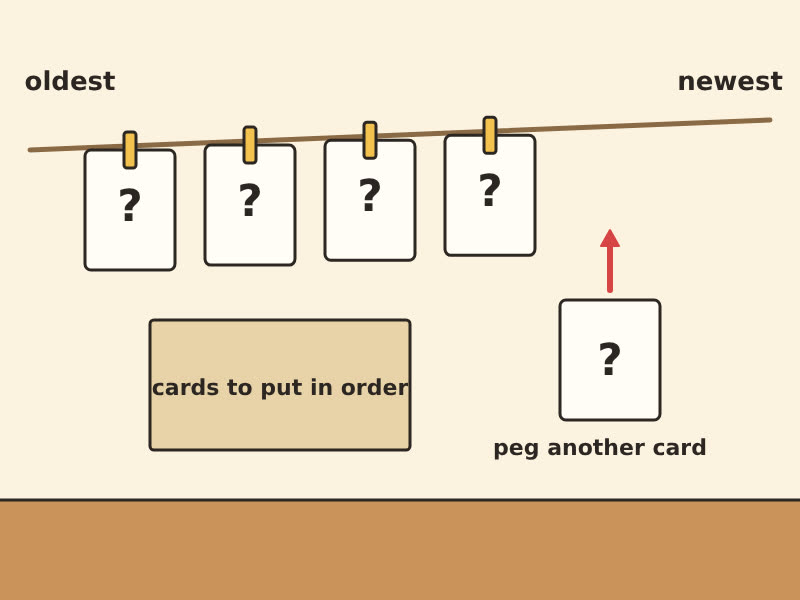 oldest
newest
?
?
?
?
?
cards to put in order
peg another card